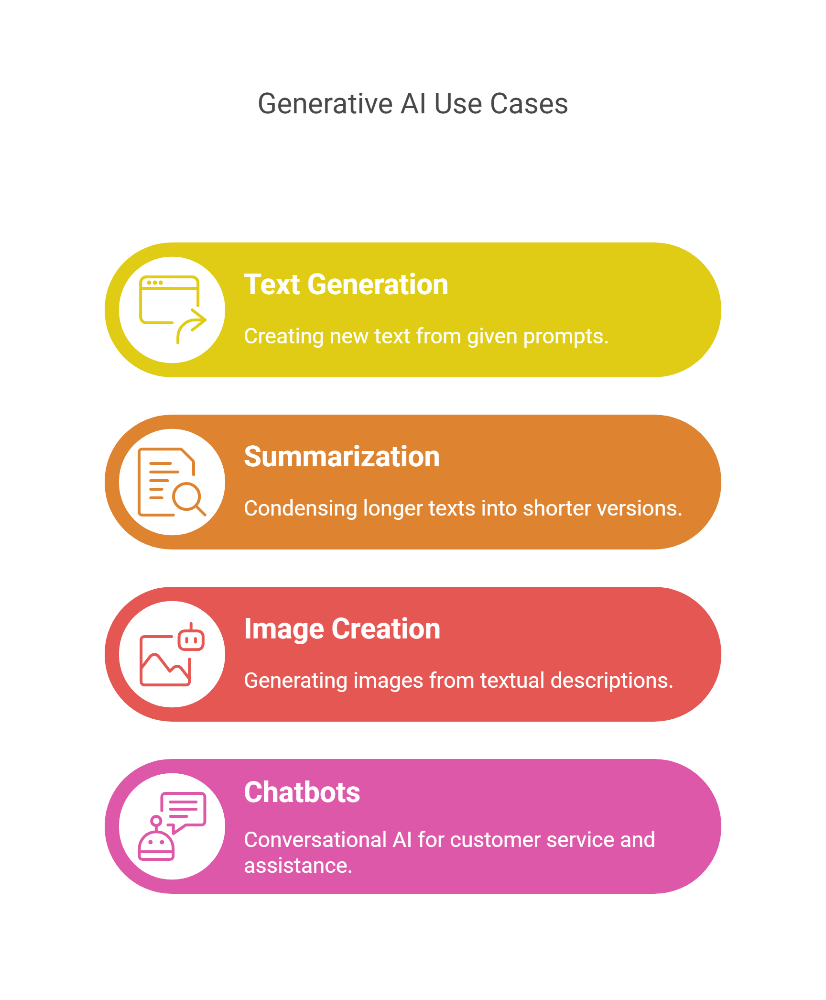 Generative AI Use Cases
Text Generation
Creating new text from given prompts.
Summarization
Condensing longer texts into shorter versions.
Image Creation
Generating images from textual descriptions.
Chatbots
Conversational AI for customer service and
assistance.